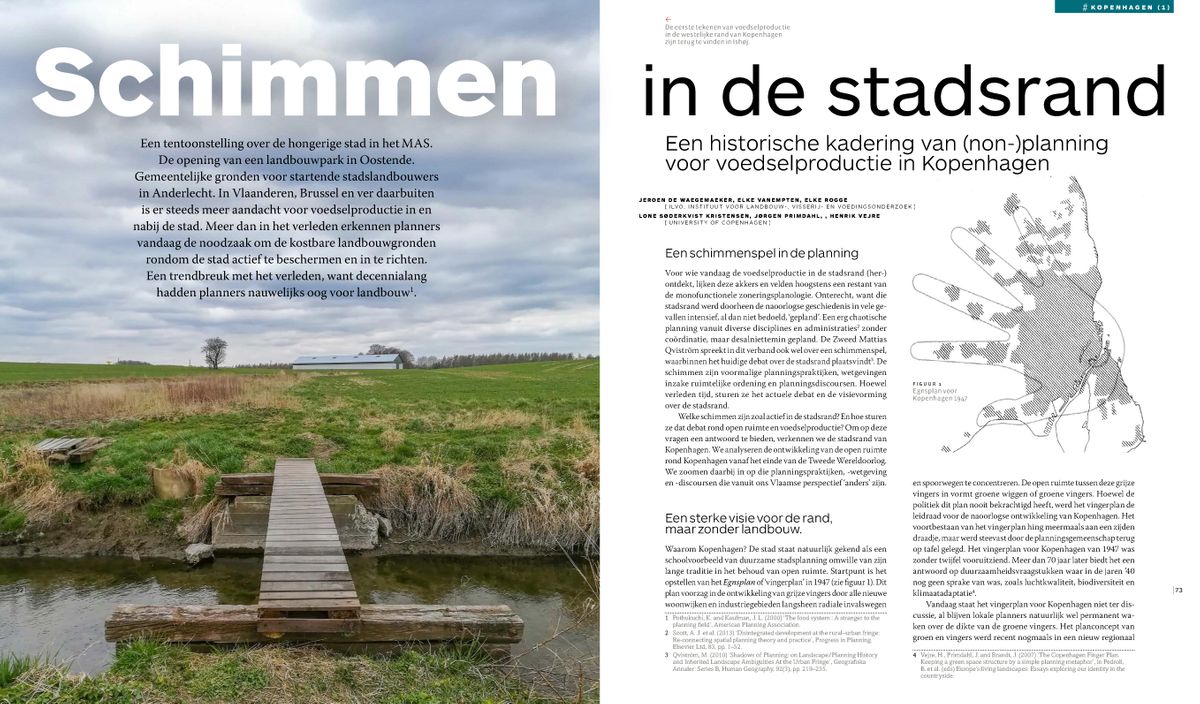 Schimmen
Een tentoonstelling over de hongerige stad in het MAS.
De opening van een landbouwpark in Oostende.
Gemeentelijke gronden voor startende stadslandbouwers
in Anderlecht. In Vlaanderen, Brussel en ver daarbuiten
is er steeds meer aandacht voor voedselproductie in en
nabij de stad. Meer dan in het verleden erkennen planners
vandaag de noodzaak om de kostbare landbouwgronden
rondom de stad actief te beschermen en in te richten.
Een trendbreuk met het verleden, want decennialang
hadden planners nauwelijks oog voor landbouw¹.
# KOPENHAGEN (1)
←
De eerste tekenen van voedselproductie
in de westelijke rand van Kopenhagen
zijn terug te vinden in Ishøj.
in de stadsrand
Een historische kadering van (non-)planning
voor voedselproductie in Kopenhagen
JEROEN DE WAEGEMAEKER, ELKE VANEMPTEN, ELKE ROGGE
[ ILVO. INSTITUUT VOOR LANDBOUW-, VISSERIJ- EN VOEDINGSONDERZOEK ]
LONE SØDERKVIST KRISTENSEN, JØRGEN PRIMDAHL, , HENRIK VEJRE
[ UNIVERSITY OF COPENHAGEN ]
Een schimmenspel in de planning
Voor wie vandaag de voedselproductie in de stadsrand (her-)
ontdekt, lijken deze akkers en velden hoogstens een restant van
de monofunctionele zoneringsplanologie. Onterecht, want die
stadsrand werd doorheen de naoorlogse geschiedenis in vele ge-
vallen intensief, al dan niet bedoeld, ‘gepland’. Een erg chaotische
planning vanuit diverse disciplines en administraties² zonder
coördinatie, maar desalniettemin gepland. De Zweed Mattias
Qviström spreekt in dit verband ook wel over een schimmenspel,
waarbinnen het huidige debat over de stadsrand plaatsvindt³. De
schimmen zijn voormalige planningspraktijken, wetgevingen
inzake ruimtelijke ordening en planningsdiscoursen. Hoewel
verleden tijd, sturen ze het actuele debat en de visievorming
over de stadsrand.
Welke schimmen zijn zoal actief in de stadsrand? En hoe sturen
ze dat debat rond open ruimte en voedselproductie? Om op deze
vragen een antwoord te bieden, verkennen we de stadsrand van
Kopenhagen. We analyseren de ontwikkeling van de open ruimte
rond Kopenhagen vanaf het einde van de Tweede Wereldoorlog.
We zoomen daarbij in op die planningspraktijken, -wetgeving
en -discoursen die vanuit ons Vlaamse perspectief ‘anders’ zijn.
Een sterke visie voor de rand,
maar zonder landbouw.
Waarom Kopenhagen? De stad staat natuurlijk gekend als een
schoolvoorbeeld van duurzame stadsplanning omwille van zijn
lange traditie in het behoud van open ruimte. Startpunt is het
opstellen van het Egnsplan of ‘vingerplan’ in 1947 (zie figuur 1). Dit
plan voorzag in de ontwikkeling van grijze vingers door alle nieuwe
woonwijken en industriegebieden langsheen radiale invalswegen
1 Pothukuchi, K. and Kaufman, J. L. (2000) ‘The food system : A stranger to the
planning field’, American Planning Association.
2 Scott, A. J. et al. (2013) ‘Disintegrated development at the rural–urban fringe:
Re-connecting spatial planning theory and practice’, Progress in Planning.
Elsevier Ltd, 83, pp. 1–52.
3 Qviström, M. (2010) ‘Shadows of Planning: on Landscape/Planning History
and Inherited Landscape Ambiguities At the Urban Fringe’, Geografiska
Annaler: Series B, Human Geography, 92(3), pp. 219–235.
FIGUUR 1
Egnsplan voor
Kopenhagen 1947
en spoorwegen te concentreren. De open ruimte tussen deze grijze
vingers in vormt groene wiggen of groene vingers. Hoewel de
politiek dit plan nooit bekrachtigd heeft, werd het vingerplan de
leidraad voor de naoorlogse ontwikkeling van Kopenhagen. Het
voortbestaan van het vingerplan hing meermaals aan een zijden
draadje, maar werd steevast door de planningsgemeenschap terug
op tafel gelegd. Het vingerplan voor Kopenhagen van 1947 was
zonder twijfel vooruitziend. Meer dan 70 jaar later biedt het een
antwoord op duurzaamheidsvraagstukken waar in de jaren ’40
nog geen sprake van was, zoals luchtkwaliteit, biodiversiteit en
klimaatadaptatie⁴.
Vandaag staat het vingerplan voor Kopenhagen niet ter dis-
cussie, al blijven lokale planners natuurlijk wel permanent wa-
ken over de dikte van de groene vingers. Het planconcept van
groen en vingers werd recent nogmaals in een nieuw regionaal
4 Vejre, H., Primdahl, J. and Brandt, J. (2007) ‘The Copenhagen Finger Plan.
Keeping a green space structure by a simple planning metaphor’, in Pedroli,
B. et al. (eds) Europe’s living landscapes: Essays exploring our identity in the
countryside.
72
73